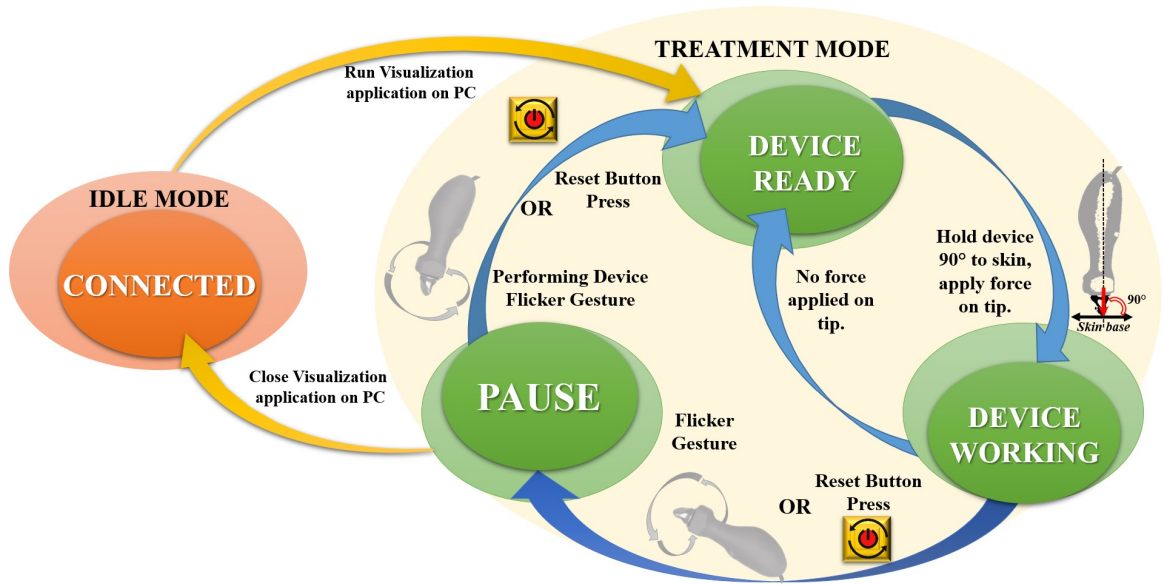 TREATMENT MODE
Run Visualization
application on PC
DEVICE
READY
Reset Button
Press
OR
IDLE MODE
CONNECTED
Performing Device
Flicker Gesture
No force
applied on
tip.
Hold device
90° to skin,
apply force
on tip.
90°
Skin base
Close Visualization
application on PC
PAUSE
Flicker
Gesture
DEVICE
WORKING
Reset Button
Press
OR